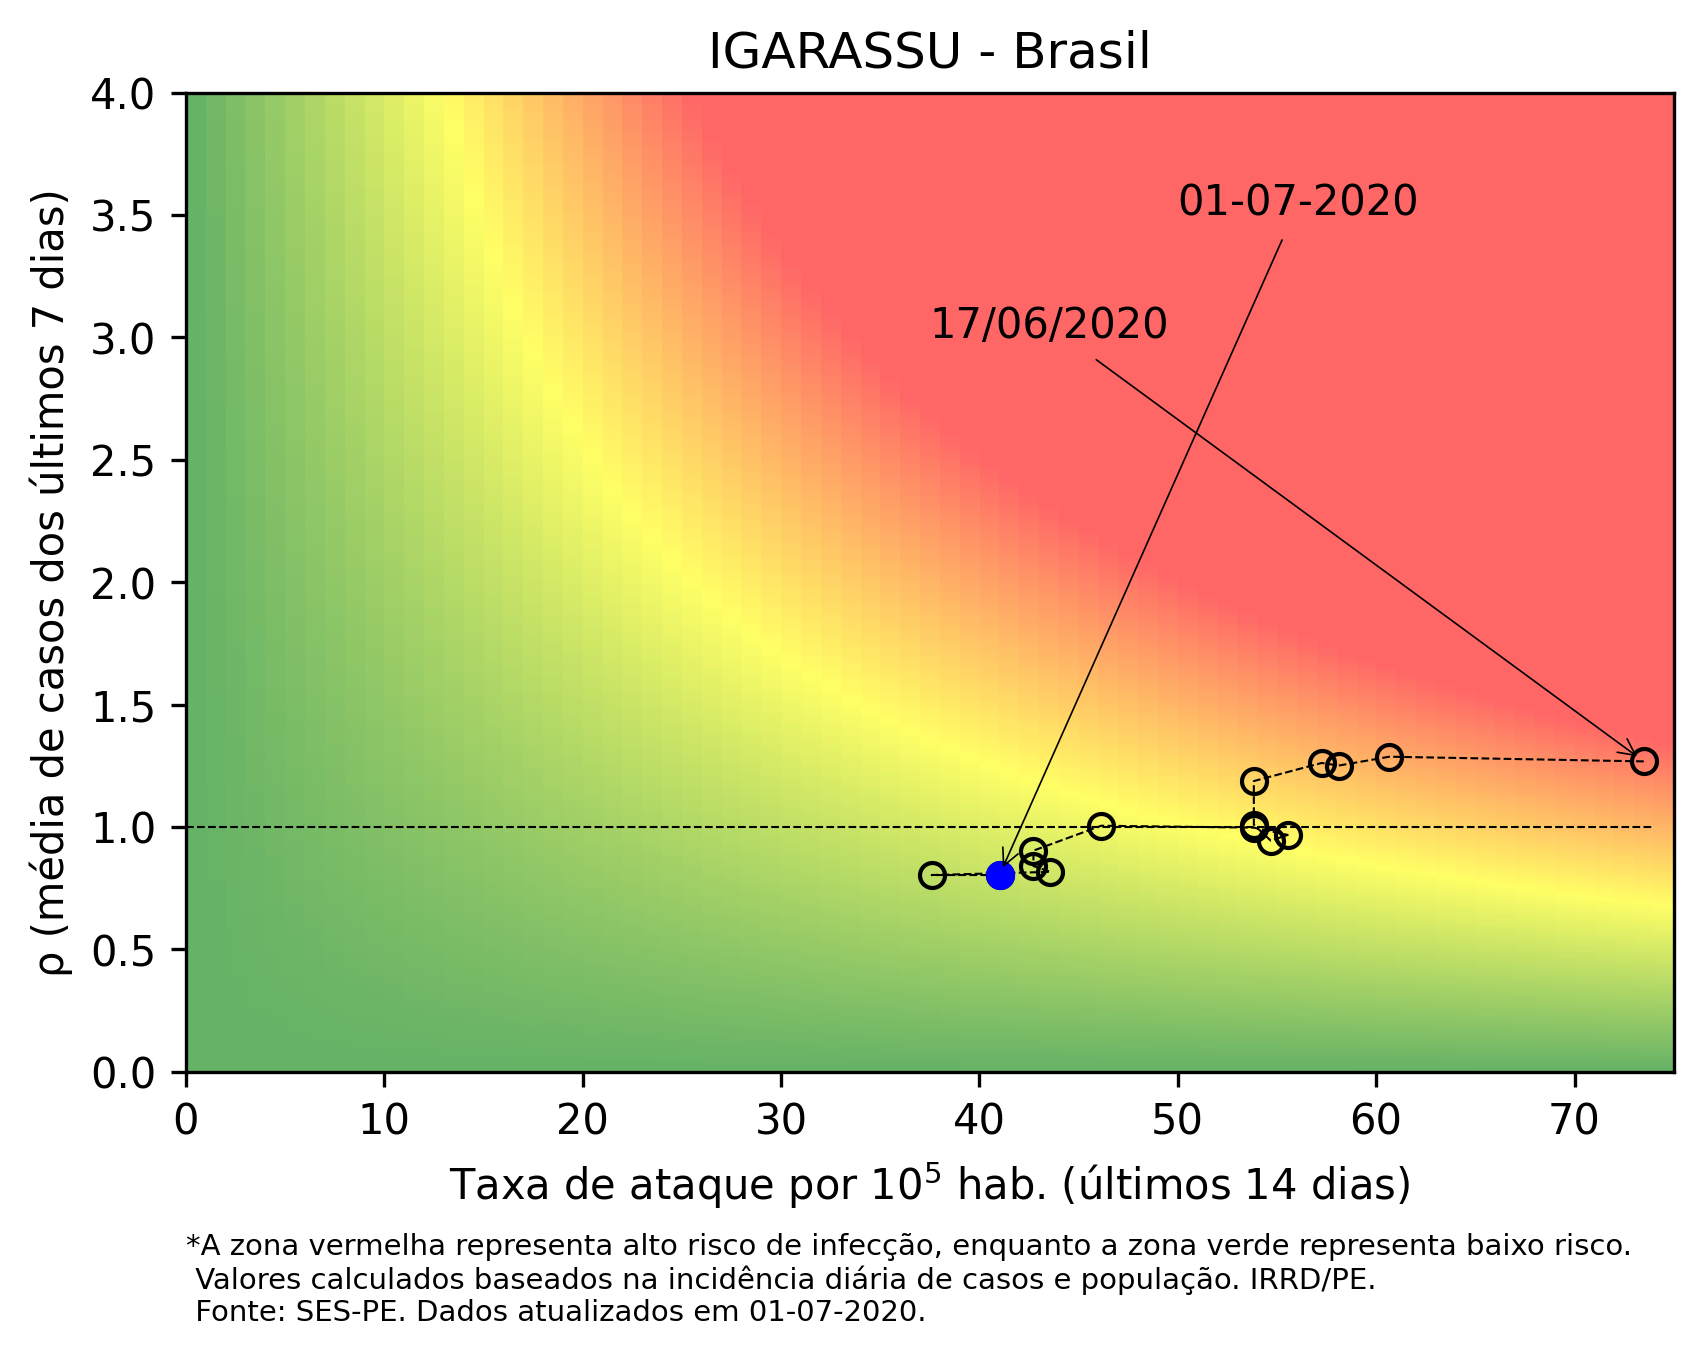 IGARASSU - Brasil
4.0
3.5
3.0
2.5
2.0
1.5
1.0
0.5
0.0
ρ (média de casos dos últimos 7 dias)
01-07-2020
17/06/2020
0 10 20 30 40 50 60 70
Taxa de ataque por 10⁵ hab. (últimos 14 dias)
*A zona vermelha representa alto risco de infecção, enquanto a zona verde representa baixo risco.
Valores calculados baseados na incidência diária de casos e população. IRRD/PE.
Fonte: SES-PE. Dados atualizados em 01-07-2020.